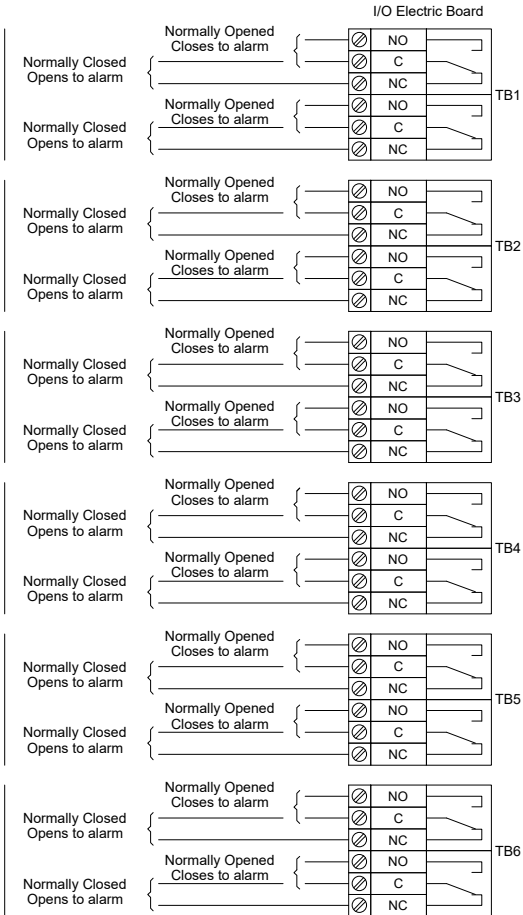 I/O Electric Board
Normally Opened
Closes to alarm
NO
Normally Closed
Opens to alarm
C
NC
TB1
Normally Opened
Closes to alarm
NO
Normally Closed
Opens to alarm
C
NC
Normally Opened
Closes to alarm
NO
Normally Closed
Opens to alarm
C
NC
TB2
Normally Opened
Closes to alarm
NO
Normally Closed
Opens to alarm
C
NC
Normally Opened
Closes to alarm
NO
Normally Closed
Opens to alarm
C
NC
TB3
Normally Opened
Closes to alarm
NO
Normally Closed
Opens to alarm
C
NC
Normally Opened
Closes to alarm
NO
Normally Closed
Opens to alarm
C
NC
TB4
Normally Opened
Closes to alarm
NO
Normally Closed
Opens to alarm
C
NC
Normally Opened
Closes to alarm
NO
Normally Closed
Opens to alarm
C
NC
TB5
Normally Opened
Closes to alarm
NO
Normally Closed
Opens to alarm
C
NC
Normally Opened
Closes to alarm
NO
Normally Closed
Opens to alarm
C
NC
TB6
Normally Opened
Closes to alarm
NO
Normally Closed
Opens to alarm
C
NC